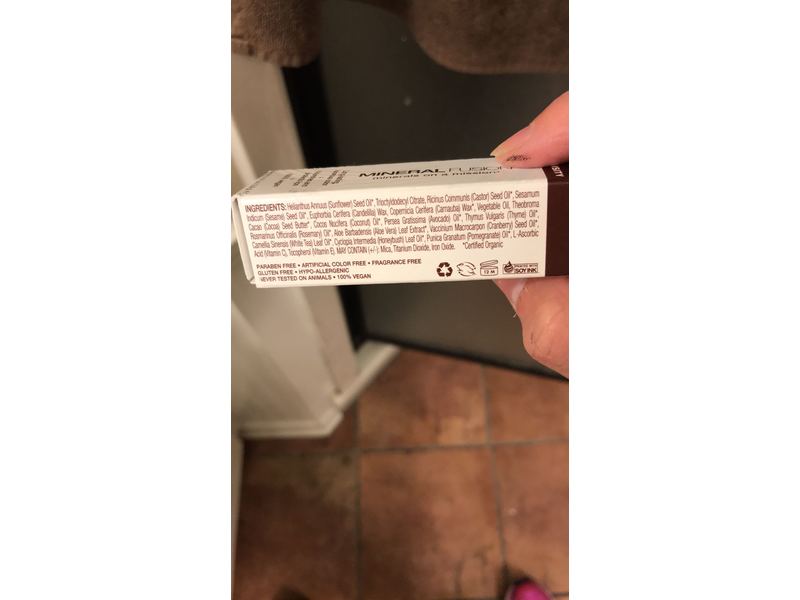 MINERAL FUSION
minerals on a mission
INGREDIENTS: Helianthus Annuus (Sunflower) Seed Oil*, Trioctyldodecyl Citrate, Ricinus Communis (Castor) Seed Oil*, Sesamum
Indicum (Sesame) Seed Oil*, Euphorbia Cerifera (Candelilla) Wax, Copernicia Cerifera (Carnauba) Wax*, Vegetable Oil, Theobroma
Cacao (Cocoa) Seed Butter*, Cocos Nucifera (Coconut) Oil*, Persea Gratissima (Avocado) Oil*, Thymus Vulgaris (Thyme) Oil*,
Rosmarinus Officinalis (Rosemary) Oil*, Aloe Barbadensis (Aloe Vera) Leaf Extract*, Vaccinium Macrocarpon (Cranberry) Seed Oil*,
Camellia Sinensis (White Tea) Leaf Oil*, Cyclopia Intermedia (Honeybush) Leaf Oil*, Punica Granatum (Pomegranate) Oil*, L-Ascorbic
Acid (Vitamin C), Tocopherol (Vitamin E). MAY CONTAIN (+/-): Mica, Titanium Dioxide, Iron Oxide. *Certified Organic
PARABEN FREE • ARTIFICIAL COLOR FREE • FRAGRANCE FREE
GLUTEN FREE • HYPO-ALLERGENIC
NEVER TESTED ON ANIMALS • 100% VEGAN
12 M
PRINTED WITH
SOY INK